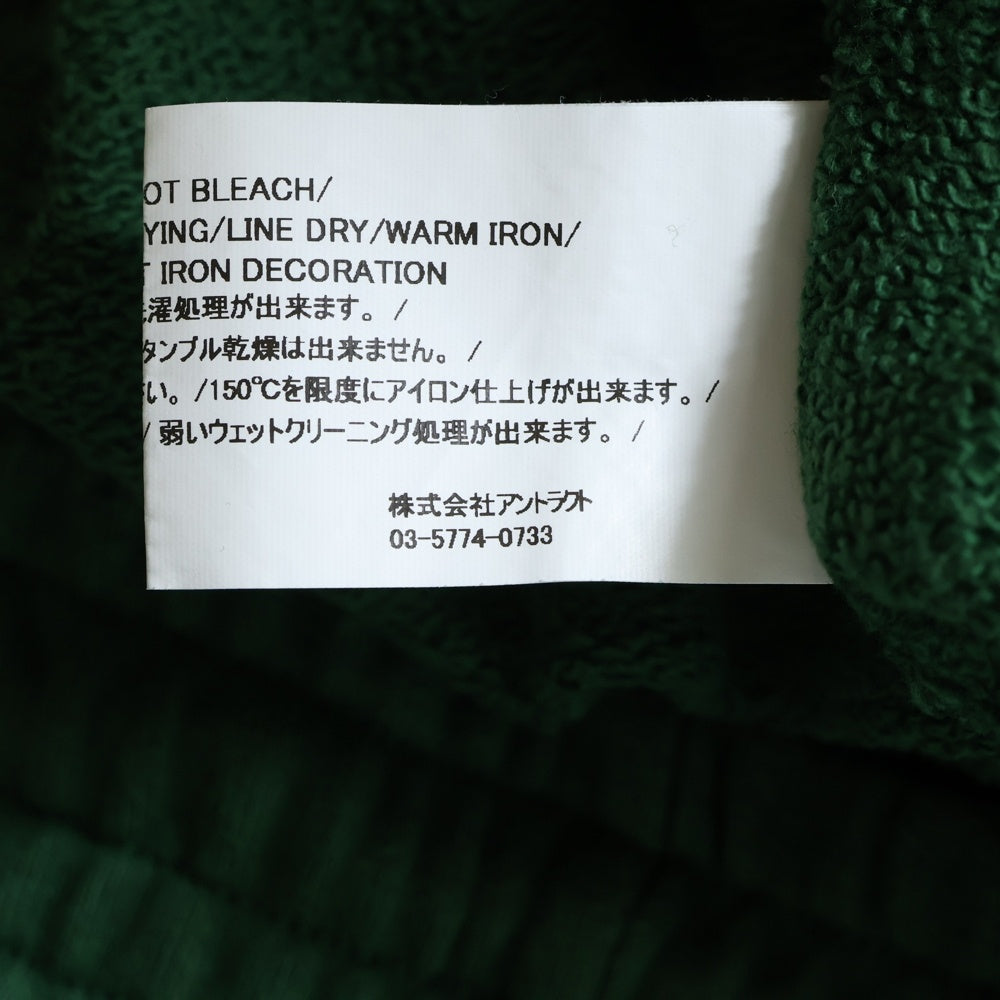 OT BLEACH/
YING/LINE DRY/WARM IRON/
IRON DECORATION
濯処理が出来ます。 /
タンブル乾燥は出来ません。 /
い。/150℃を限度にアイロン仕上げが出来ます。 /
/ 弱いウェットクリーニング処理が出来ます。 /
株式会社アントラクト
03-5774-0733